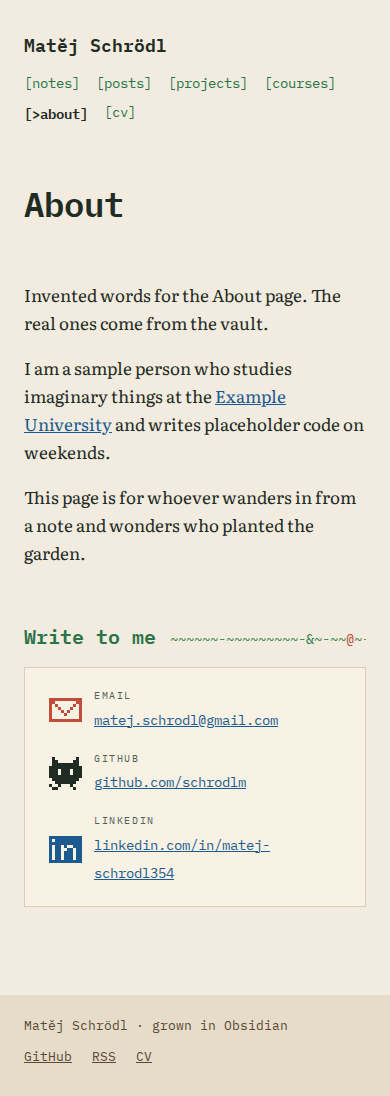 Matěj Schrödl
[notes] [posts] [projects] [courses]
[>about] [cv]
About
Invented words for the About page. The
real ones come from the vault.
I am a sample person who studies
imaginary things at the Example
University and writes placeholder code on
weekends.
This page is for whoever wanders in from
a note and wonders who planted the
garden.
Write to me ~~~~~~-~~~~~~~~~-&~-~~@~-
EMAIL
matej.schrodl@gmail.com
GITHUB
github.com/schrodlm
LINKEDIN
in
linkedin.com/in/matej-
schrodl354
Matěj Schrödl · grown in Obsidian
GitHub RSS CV